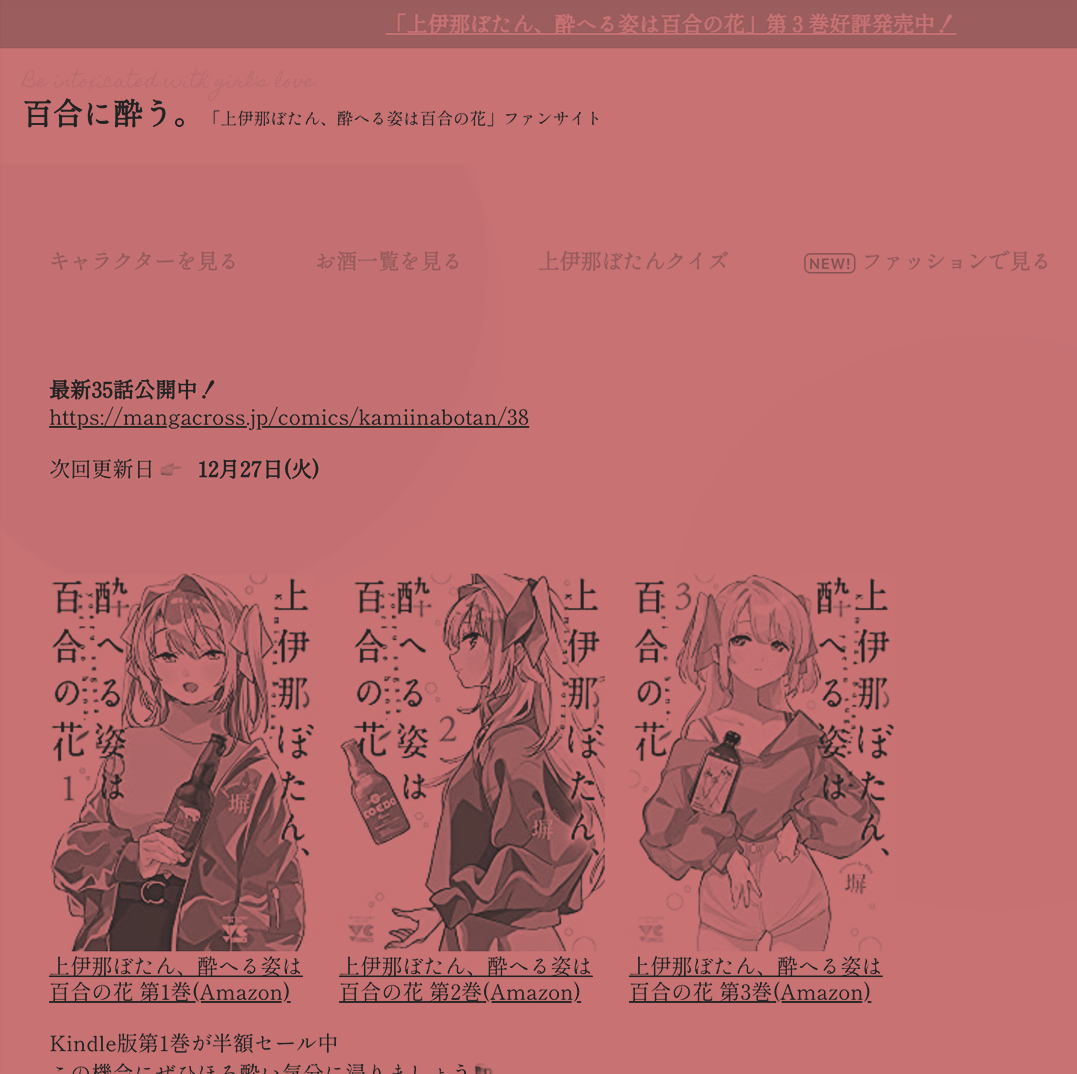 「上伊那ぼたん、酔へる姿は百合の花」第３巻好評発売中！
Be intoxicated with girl's love.
百合に酔う。「上伊那ぼたん、酔へる姿は百合の花」ファンサイト
キャラクターを見る お酒一覧を見る 上伊那ぼたんクイズ NEW! ファッションで見る
最新35話公開中！
https://mangacross.jp/comics/kamiinabotan/38
次回更新日 12月27日(火)
上伊那ぼたん、
酔へる姿は
百合の花
1
塀
上伊那ぼたん、
酔へる姿は
百合の花
2
COEDO
塀
上伊那ぼたん、
酔へる姿は
百合の花
3
塀
上伊那ぼたん、酔へる姿は
百合の花 第1巻(Amazon)
上伊那ぼたん、酔へる姿は
百合の花 第2巻(Amazon)
上伊那ぼたん、酔へる姿は
百合の花 第3巻(Amazon)
Kindle版第1巻が半額セール中
この機会にぜひほろ酔い気分に浸りましょう